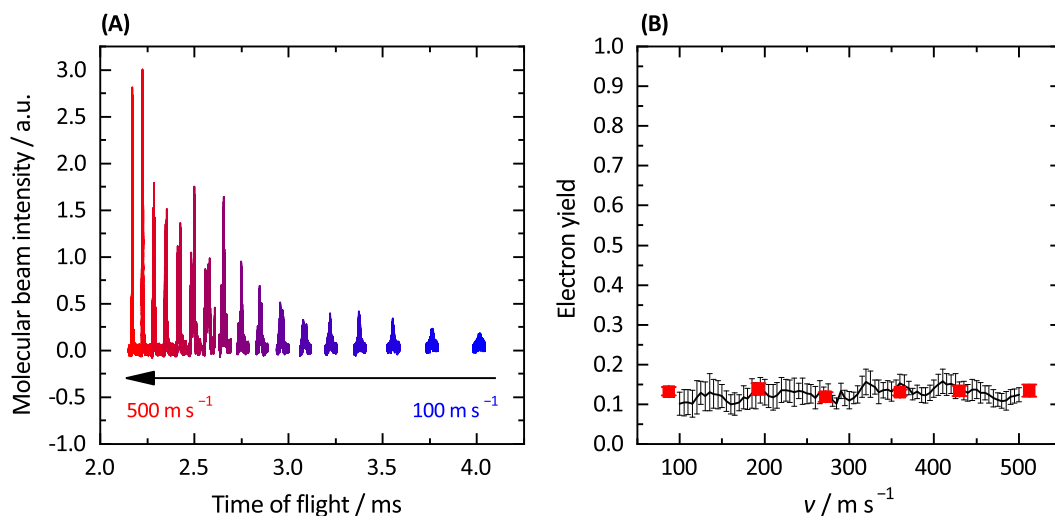 (A)
Molecular beam intensity / a.u.
3.0
2.5
2.0
1.5
1.0
0.5
0.0
-0.5
-1.0
500 m s⁻¹
100 m s⁻¹
2.0 2.5 3.0 3.5 4.0
Time of flight / ms
(B)
Electron yield
1.0
0.9
0.8
0.7
0.6
0.5
0.4
0.3
0.2
0.1
0.0
100 200 300 400 500
v / m s⁻¹